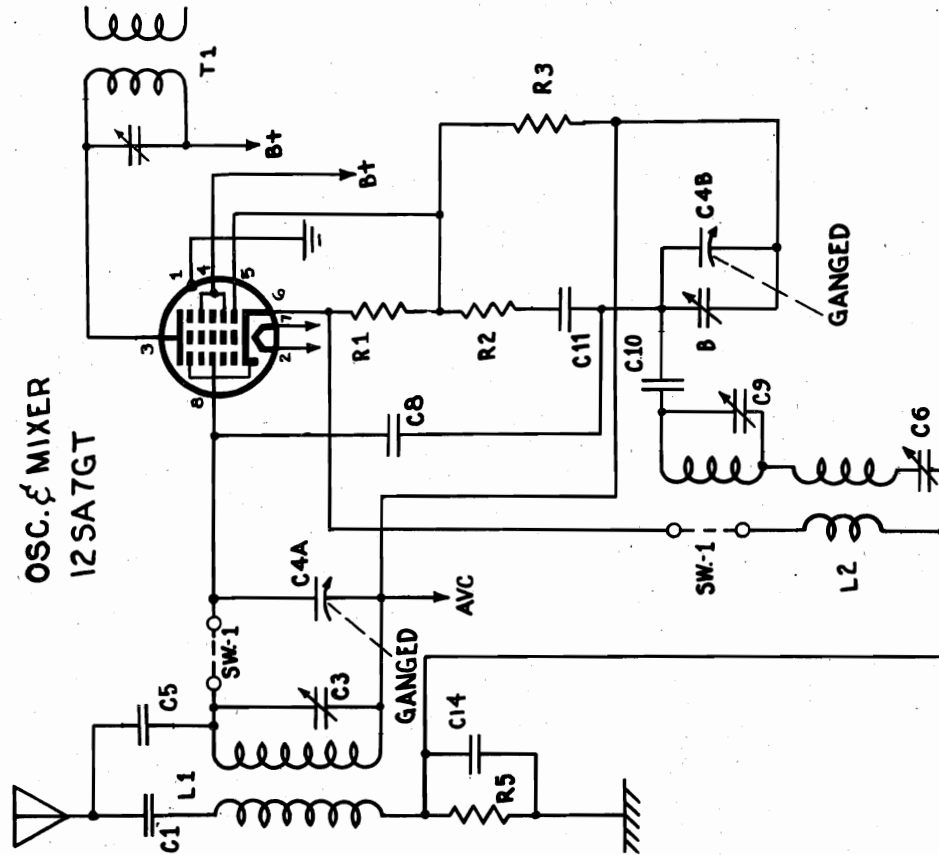 OSC. & MIXER
12SA7GT
T1
B+
B+
1
4
5
6
7
2
3
8
R3
R1
R2
C11
C8
C4B
GANGED
B
C10
C9
C6
SW.-1
L2
C4A
AVC
SW.-1
GANGED
C3
C5
L1
C1
C14
R5